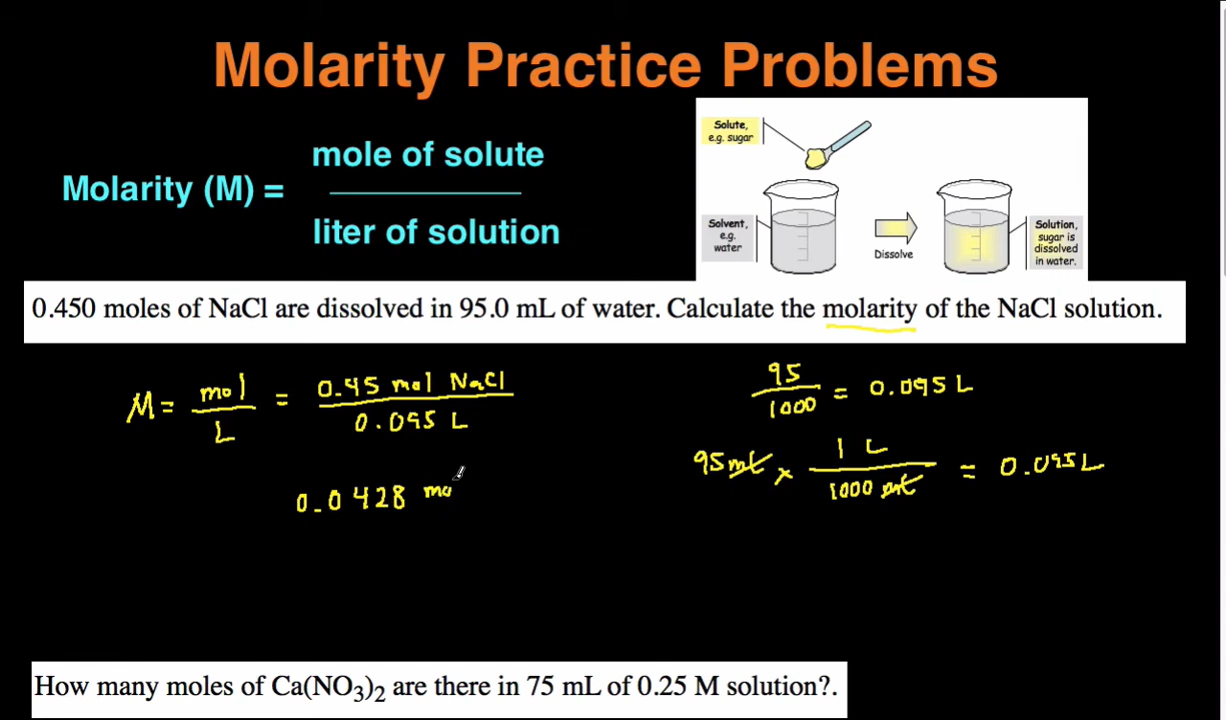 Molarity Practice Problems
Molarity (M) =
mole of solute
liter of solution
Solute,
e.g. sugar
Solvent,
e.g.
water
Dissolve
Solution,
sugar is
dissolved
in water.
0.450 moles of NaCl are dissolved in 95.0 mL of water. Calculate the molarity of the NaCl solution.
M = mol / L = 0.45 mol NaCl / 0.095 L
0.0428 mo
95 / 1000 = 0.095 L
95 mL x 1 L / 1000 mL = 0.095 L
How many moles of Ca(NO3)2 are there in 75 mL of 0.25 M solution?.